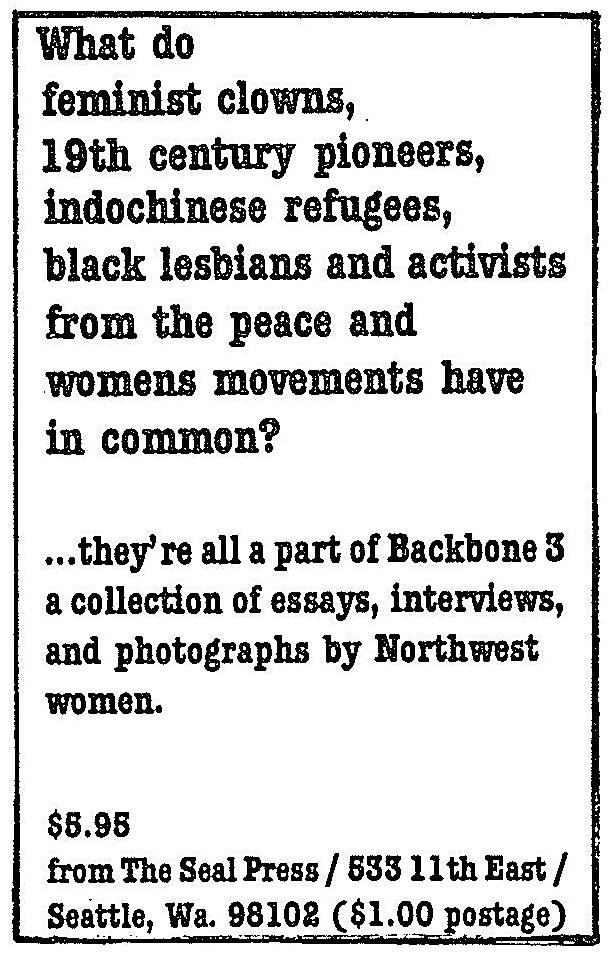 What do
feminist clowns,
19th century pioneers,
indochinese refugees,
black lesbians and activists
from the peace and
womens movements have
in common?
...they're all a part of Backbone 3
a collection of essays, interviews,
and photographs by Northwest
women.
$5.95
from The Seal Press / 533 11th East /
Seattle, Wa. 98102 ($1.00 postage)